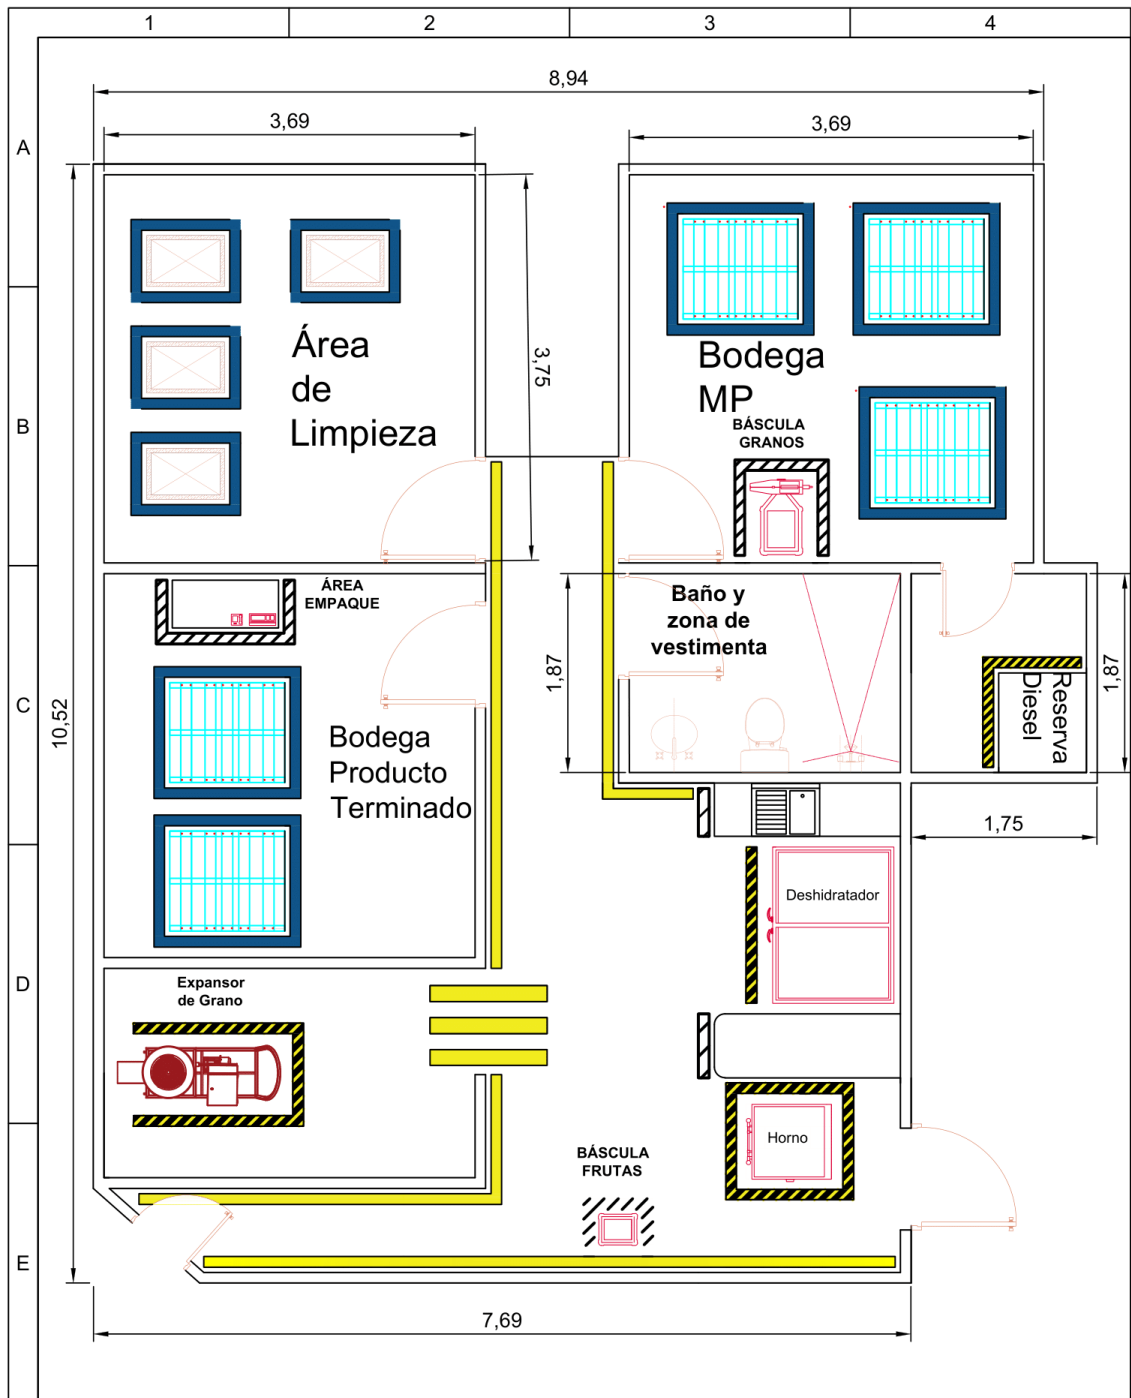 1
2
3
4
8,94
3,69
3,69
A
B
C
D
E
3,75
Área
de
Limpieza
Bodega
MP
BÁSCULA
GRANOS
ÁREA
EMPAQUE
Baño y
zona de
vestimenta
1,87
1,87
10,52
Reserva
Diesel
Bodega
Producto
Terminado
1,75
Deshidratador
Expansor
de Grano
Horno
BÁSCULA
FRUTAS
7,69